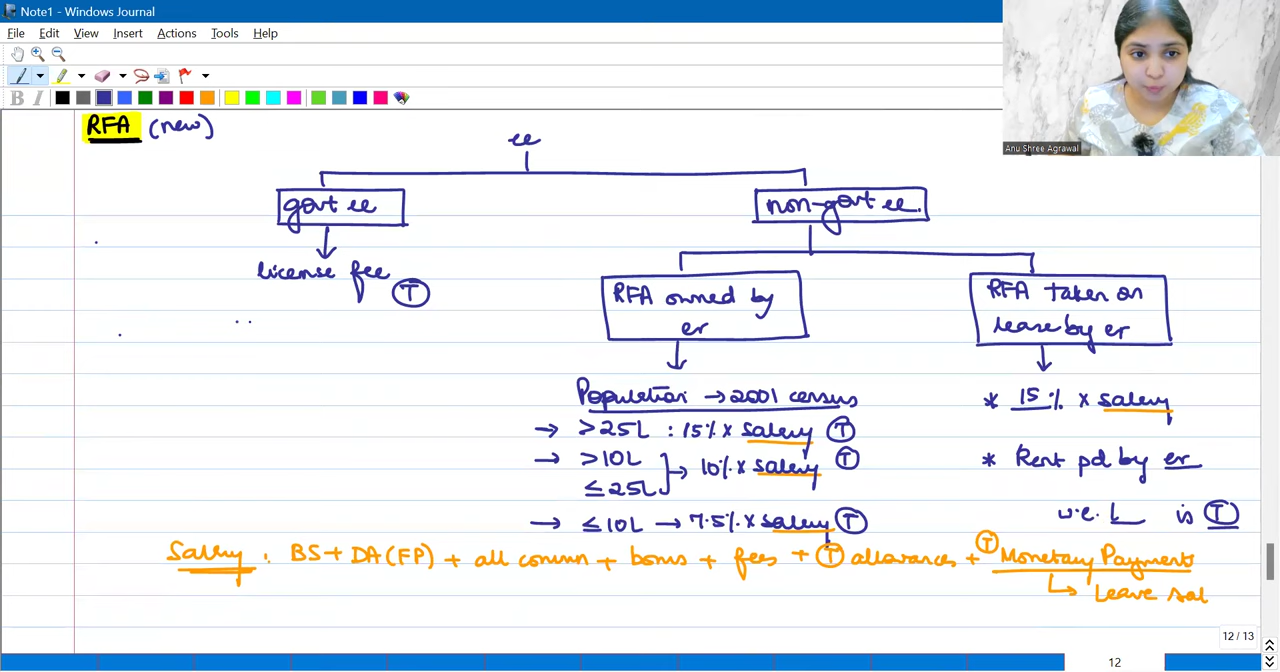 Note1 - Windows Journal
File Edit View Insert Actions Tools Help
B I
Anu Shree Agrawal
RFA (new)
ee
govt ee
non-govt ee.
license fee T
RFA owned by
er
RFA taken on
lease by er
Population → 2001 census
→ >25L : 15% x salary T
→ >10L
≤25L → 10% x salary T
→ ≤10L → 7.5% x salary T
* 15% x salary
* Rent pd by er
w.e. L is T
Salary : BS + DA(FP) + all comm + bonus + fees + T allowances + T Monetary Payments
↳ Leave sal
12/13
12